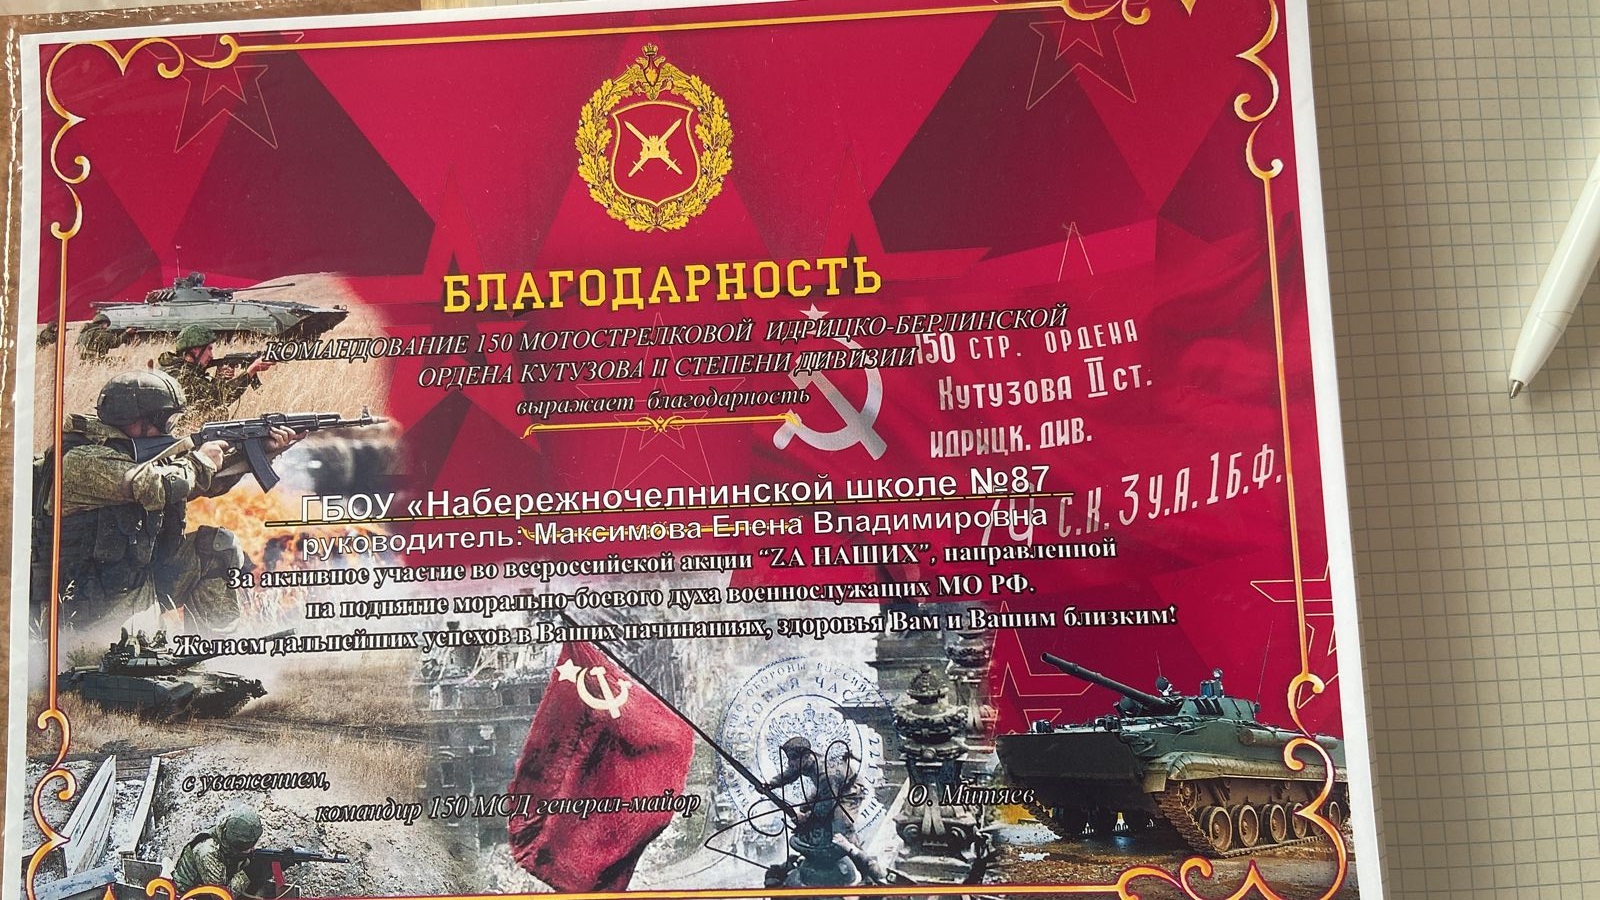 БЛАГОДАРНОСТЬ
КОМАНДОВАНИЕ 150 МОТОСТРЕЛКОВОЙ ИДРИЦКО-БЕРЛИНСКОЙ
ОРДЕНА КУТУЗОВА II СТЕПЕНИ ДИВИЗИИ
выражает благодарность
150 СТР. ОРДЕНА
КУТУЗОВА II СТ.
ИДРИЦК. ДИВ.
79 С.К. 3 У.А. 1 Б.Ф.
ГБОУ «Набережночелнинской школе №87
руководитель: Максимова Елена Владимировна
За активное участие во всероссийской акции “ZА НАШИХ”, направленной
на поднятие морально-боевого духа военнослужащих МО РФ.
Желаем дальнейших успехов в Ваших начинаниях, здоровья Вам и Вашим близким!
с уважением,
командир 150 МСД генерал-майор
О. Митяев